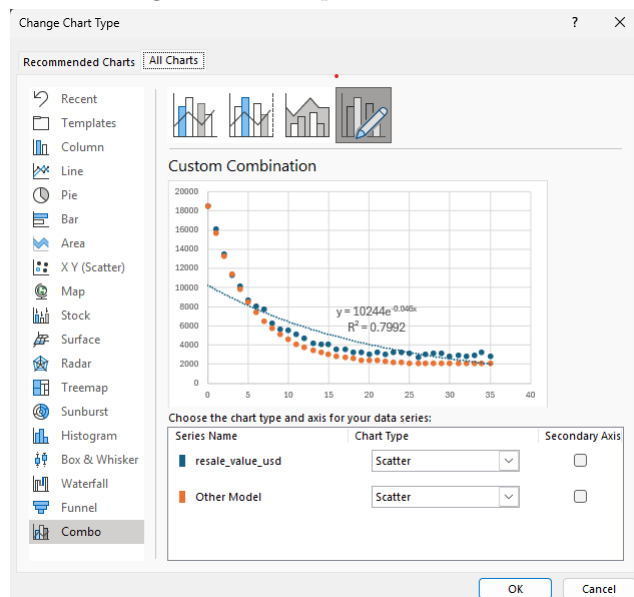 Change Chart Type ? ×
Recommended Charts All Charts
Recent
Templates
Column
Line
Pie
Bar
Area
X Y (Scatter)
Map
Stock
Surface
Radar
Treemap
Sunburst
Histogram
Box & Whisker
Waterfall
Funnel
Combo
Custom Combination
20000
18000
16000
14000
12000
10000
8000
6000
4000
2000
0
0 5 10 15 20 25 30 35 40
y = 10244e^-0.046x
R² = 0.7992
Choose the chart type and axis for your data series:
Series Name Chart Type Secondary Axis
resale_value_usd Scatter
Other Model Scatter
OK Cancel